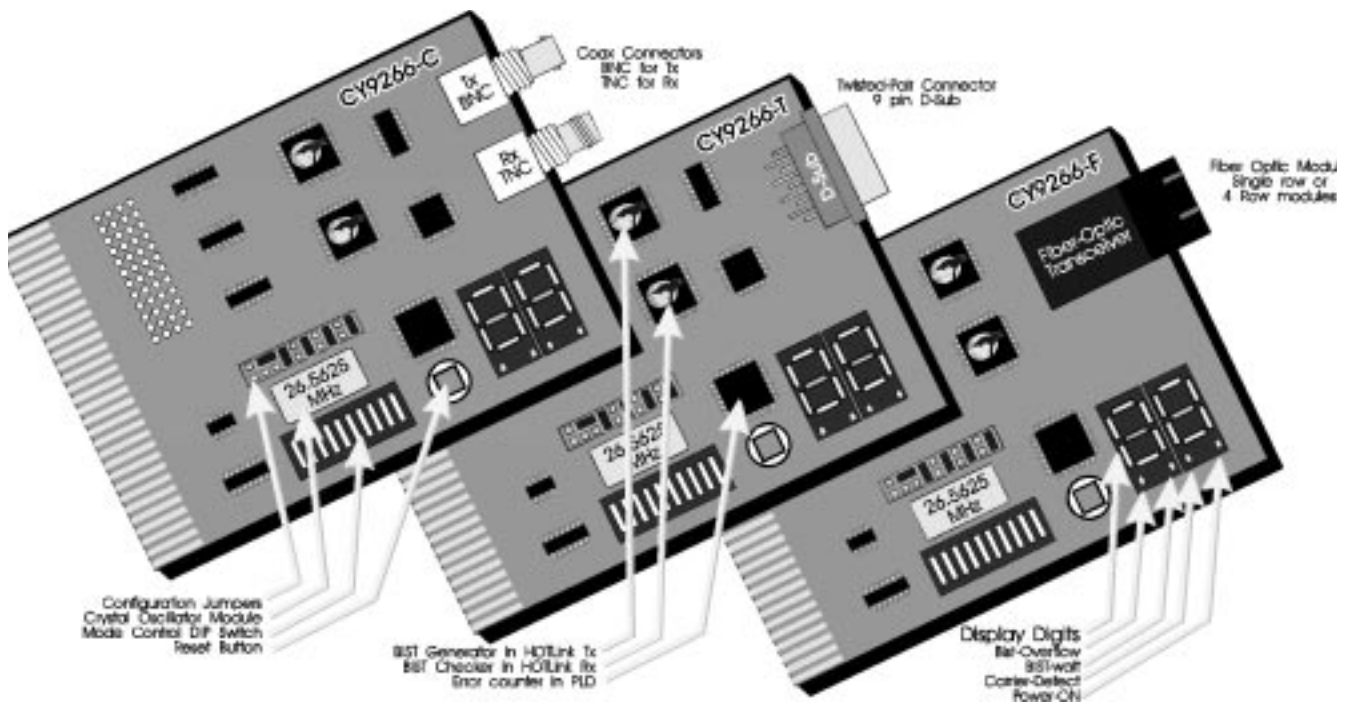 CY9266-C
Tx
BNC
Rx
TNC
Coax Connectors
BNC for Tx
TNC for Rx
26.5625
MHz
CY9266-T
D-Sub
Twisted-Pair Connector
9 pin D-Sub
26.5625
MHz
CY9266-F
Fiber-Optic
Transceiver
Fiber Optic Modu
Single row or
4 Row modules
26.5625
MHz
Configuration Jumpers
Crystal Oscillator Module
Mode Control DIP Switch
Reset Button
BIST Generator in HOTLink Tx
BIST Checker in HOTLink Rx
Error counter in PLD
Display Digits
Bist-Overflow
BIST-wait
Carrier-Detect
Power-ON